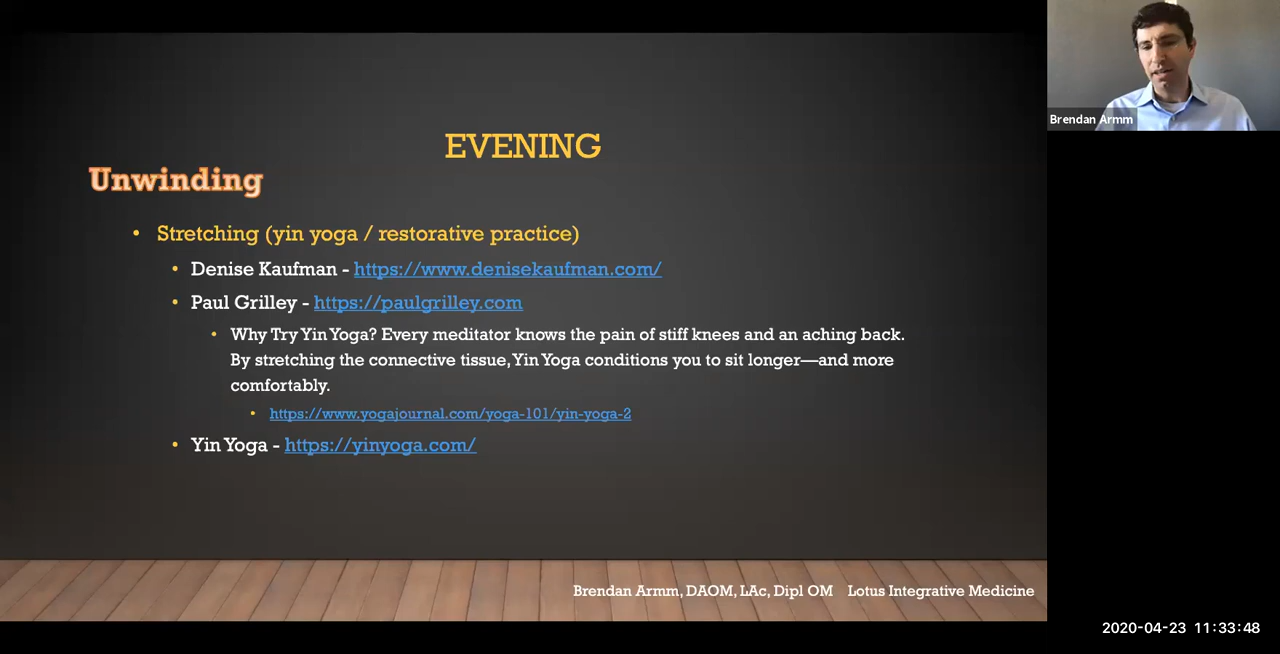 EVENING
Unwinding
• Stretching (yin yoga / restorative practice)
• Denise Kaufman - https://www.denisekaufman.com/
• Paul Grilley - https://paulgrilley.com
• Why Try Yin Yoga? Every meditator knows the pain of stiff knees and an aching back.
By stretching the connective tissue, Yin Yoga conditions you to sit longer—and more
comfortably.
• https://www.yogajournal.com/yoga-101/yin-yoga-2
• Yin Yoga - https://yinyoga.com/
Brendan Armm, DAOM, LAc, Dipl OM Lotus Integrative Medicine
Brendan Armm
2020-04-23 11:33:48